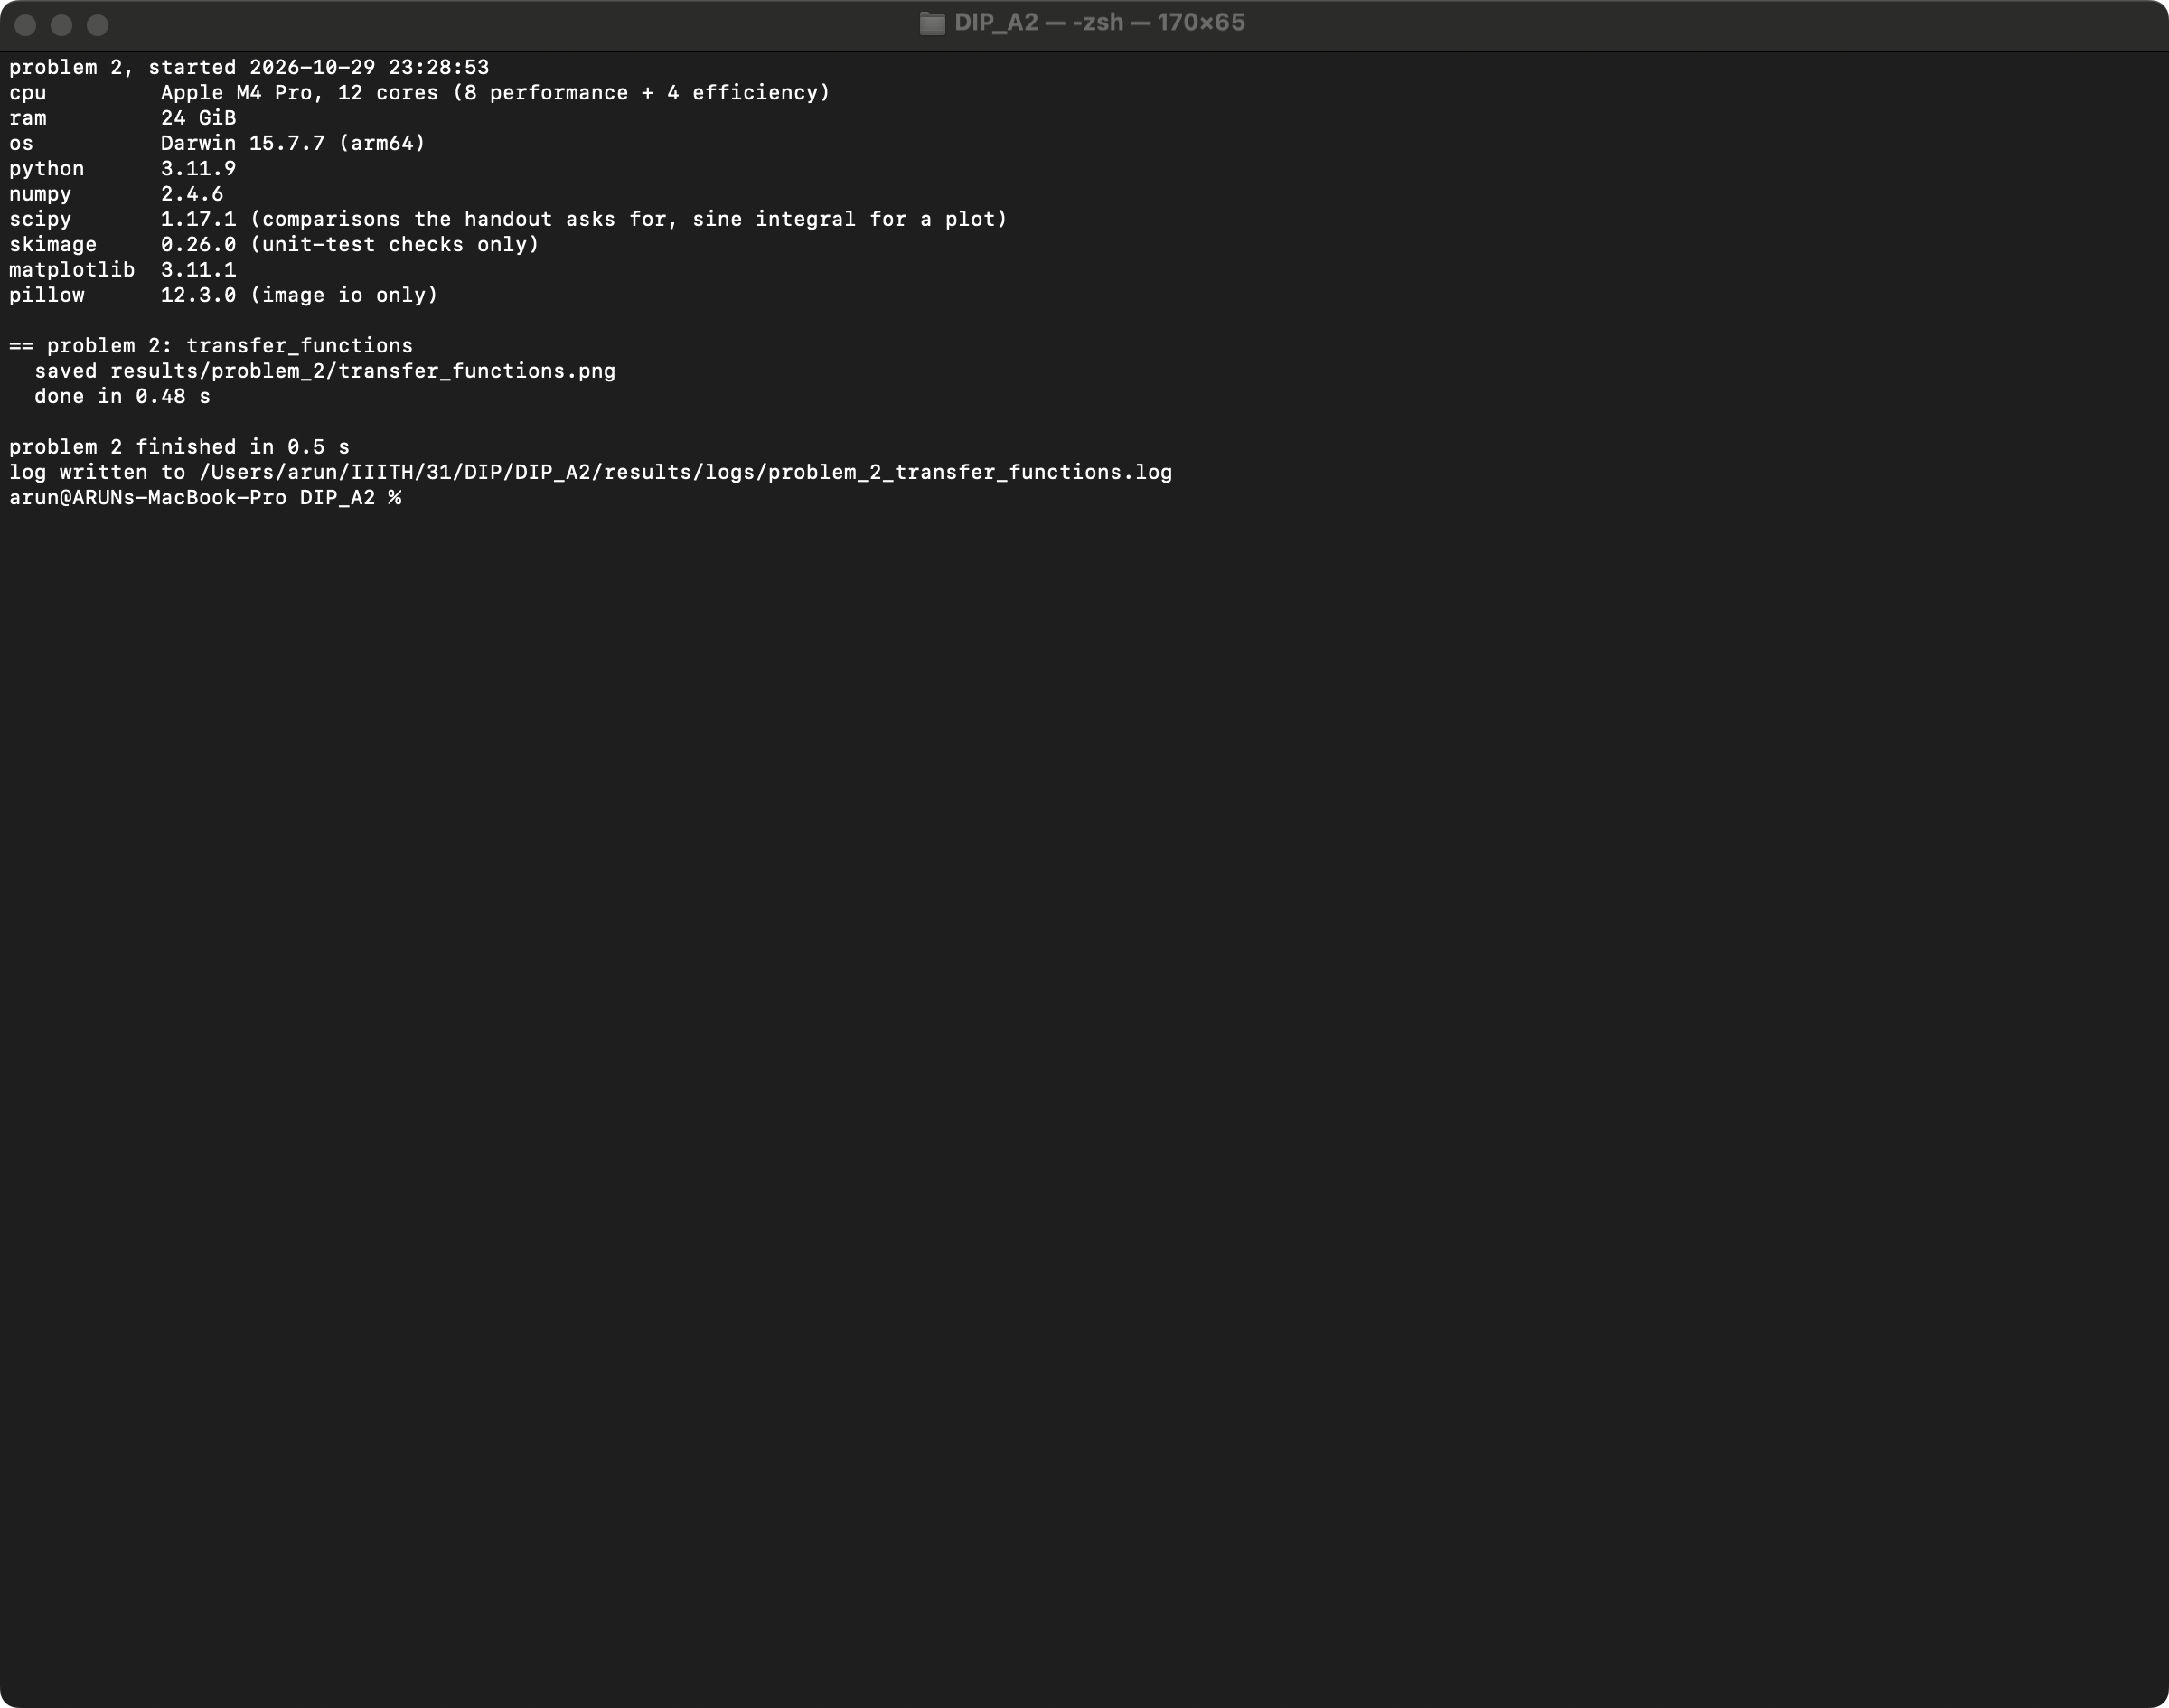 DIP_A2 — -zsh — 170×65
problem 2, started 2026-10-29 23:28:53
cpu         Apple M4 Pro, 12 cores (8 performance + 4 efficiency)
ram         24 GiB
os          Darwin 15.7.7 (arm64)
python      3.11.9
numpy       2.4.6
scipy       1.17.1 (comparisons the handout asks for, sine integral for a plot)
skimage     0.26.0 (unit-test checks only)
matplotlib  3.11.1
pillow      12.3.0 (image io only)

== problem 2: transfer_functions
  saved results/problem_2/transfer_functions.png
  done in 0.48 s

problem 2 finished in 0.5 s
log written to /Users/arun/IIITH/31/DIP/DIP_A2/results/logs/problem_2_transfer_functions.log
arun@ARUNs-MacBook-Pro DIP_A2 %